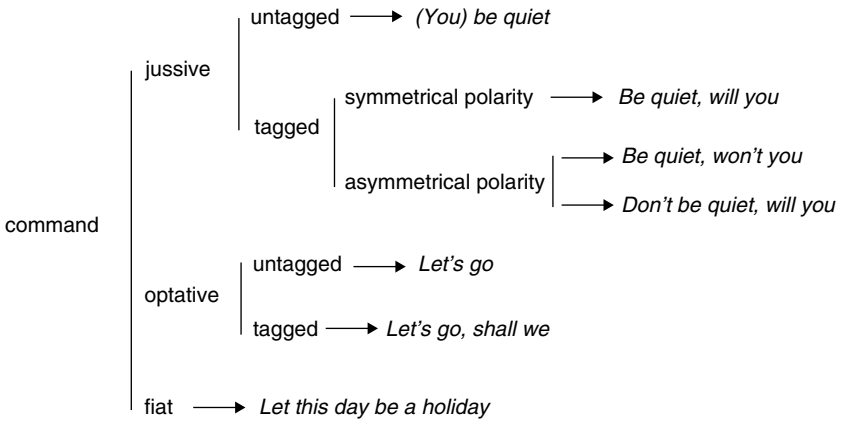 untagged (You) be quiet
jussive
symmetrical polarity Be quiet, will you
tagged
Be quiet, won't you
asymmetrical polarity
Don't be quiet, will you
command
untagged Let's go
optative
tagged Let's go, shall we
fiat Let this day be a holiday